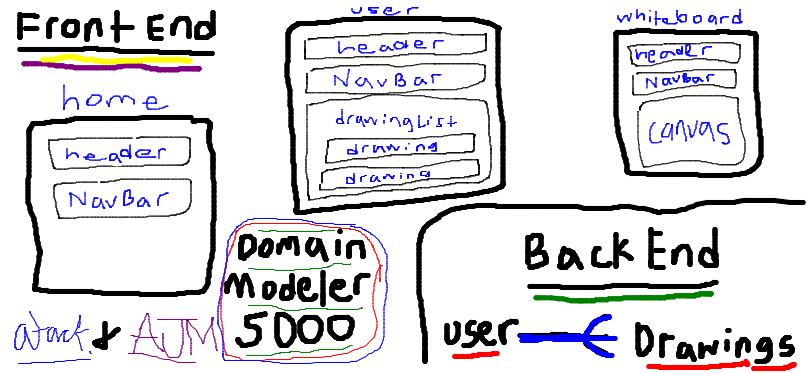 Front End
home
header
NavBar
user
header
NavBar
drawingList
drawing
drawing
whiteboard
header
NavBar
canvas
Domain
Modeler
5000
& AJM
Back End
user
Drawings